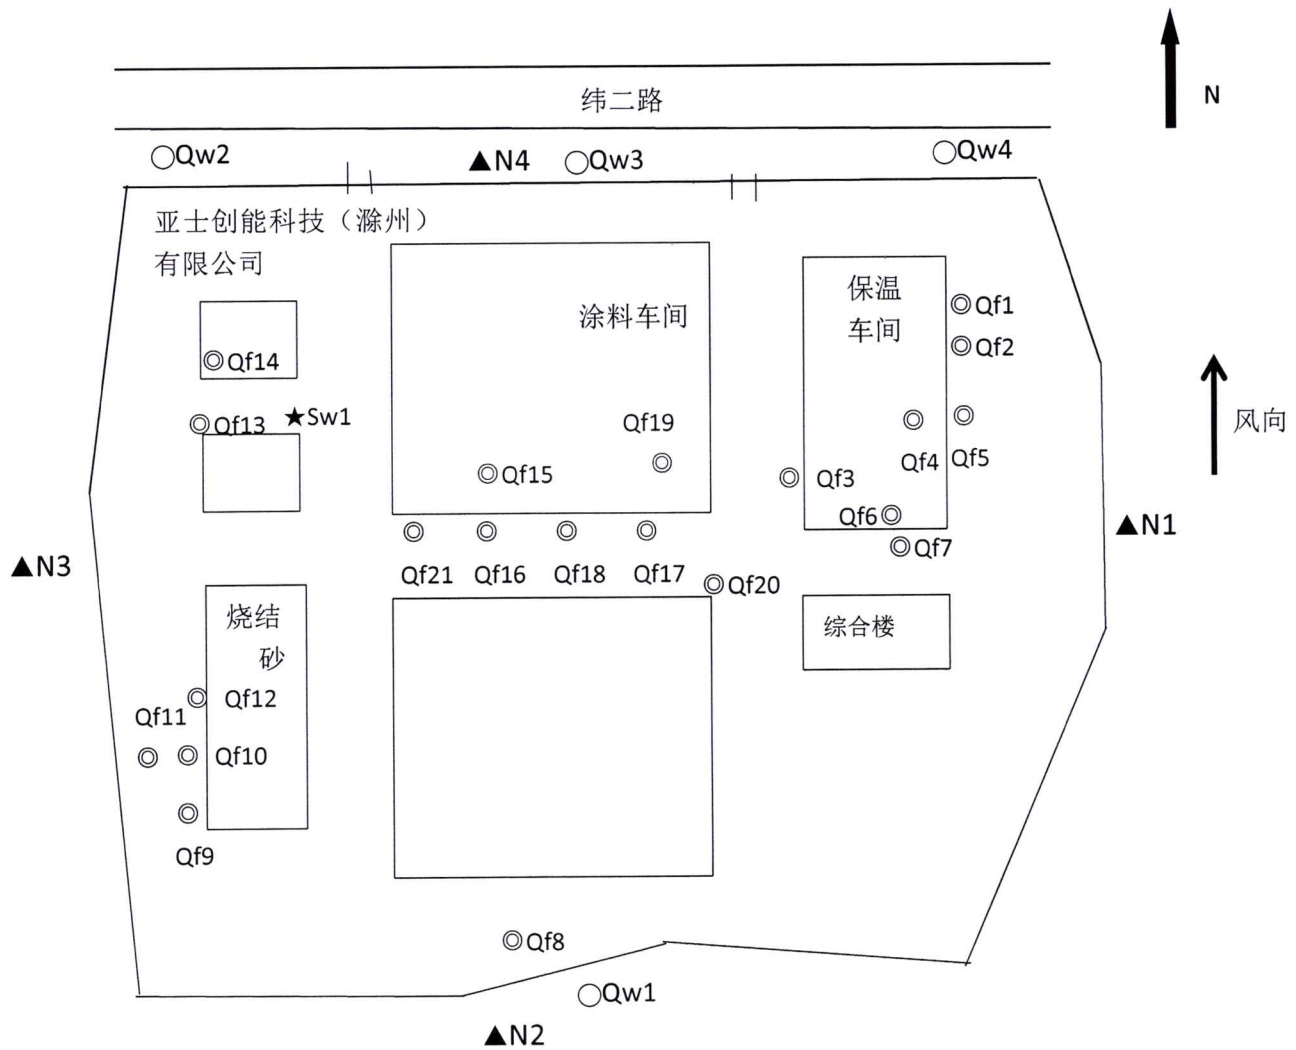 N
纬二路
○Qw2
▲N4
○Qw3
○Qw4
亚士创能科技（滁州）
有限公司
涂料车间
保温
车间
◎Qf1
◎Qf2
◎Qf14
◎Qf13
★Sw1
Qf19
◎Qf15
Qf4
Qf5
风向
◎Qf3
Qf6◎
◎Qf7
▲N1
▲N3
Qf21
Qf16
Qf18
Qf17
◎Qf20
烧结
砂
综合楼
◎Qf12
Qf11
◎Qf10
Qf9
◎Qf8
○Qw1
▲N2